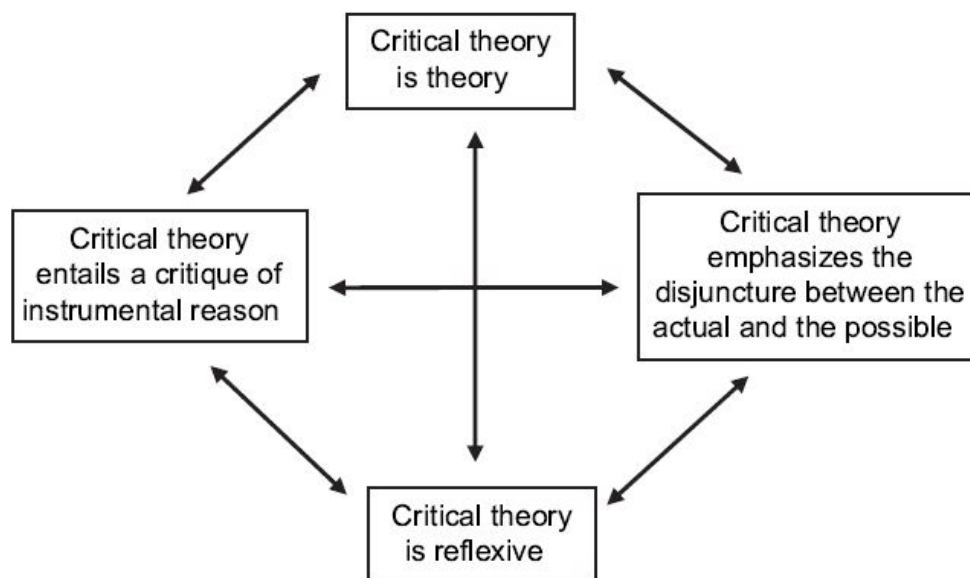 Critical theory
is theory
Critical theory
entails a critique of
instrumental reason
Critical theory
emphasizes the
disjuncture between the
actual and the possible
Critical theory
is reflexive